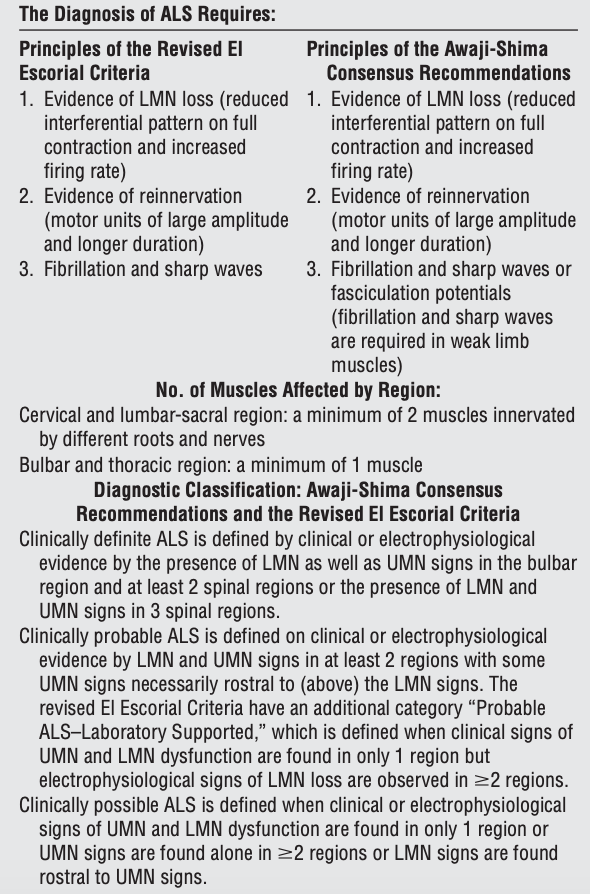 The Diagnosis of ALS Requires:
Principles of the Revised El
Escorial Criteria
1. Evidence of LMN loss (reduced
interferential pattern on full
contraction and increased
firing rate)
2. Evidence of reinnervation
(motor units of large amplitude
and longer duration)
3. Fibrillation and sharp waves
Principles of the Awaji-Shima
Consensus Recommendations
1. Evidence of LMN loss (reduced
interferential pattern on full
contraction and increased
firing rate)
2. Evidence of reinnervation
(motor units of large amplitude
and longer duration)
3. Fibrillation and sharp waves or
fasciculation potentials
(fibrillation and sharp waves
are required in weak limb
muscles)
No. of Muscles Affected by Region:
Cervical and lumbar-sacral region: a minimum of 2 muscles innervated
by different roots and nerves
Bulbar and thoracic region: a minimum of 1 muscle
Diagnostic Classification: Awaji-Shima Consensus
Recommendations and the Revised El Escorial Criteria
Clinically definite ALS is defined by clinical or electrophysiological
evidence by the presence of LMN as well as UMN signs in the bulbar
region and at least 2 spinal regions or the presence of LMN and
UMN signs in 3 spinal regions.
Clinically probable ALS is defined on clinical or electrophysiological
evidence by LMN and UMN signs in at least 2 regions with some
UMN signs necessarily rostral to (above) the LMN signs. The
revised El Escorial Criteria have an additional category “Probable
ALS–Laboratory Supported,” which is defined when clinical signs of
UMN and LMN dysfunction are found in only 1 region but
electrophysiological signs of LMN loss are observed in ≥2 regions.
Clinically possible ALS is defined when clinical or electrophysiological
signs of UMN and LMN dysfunction are found in only 1 region or
UMN signs are found alone in ≥2 regions or LMN signs are found
rostral to UMN signs.